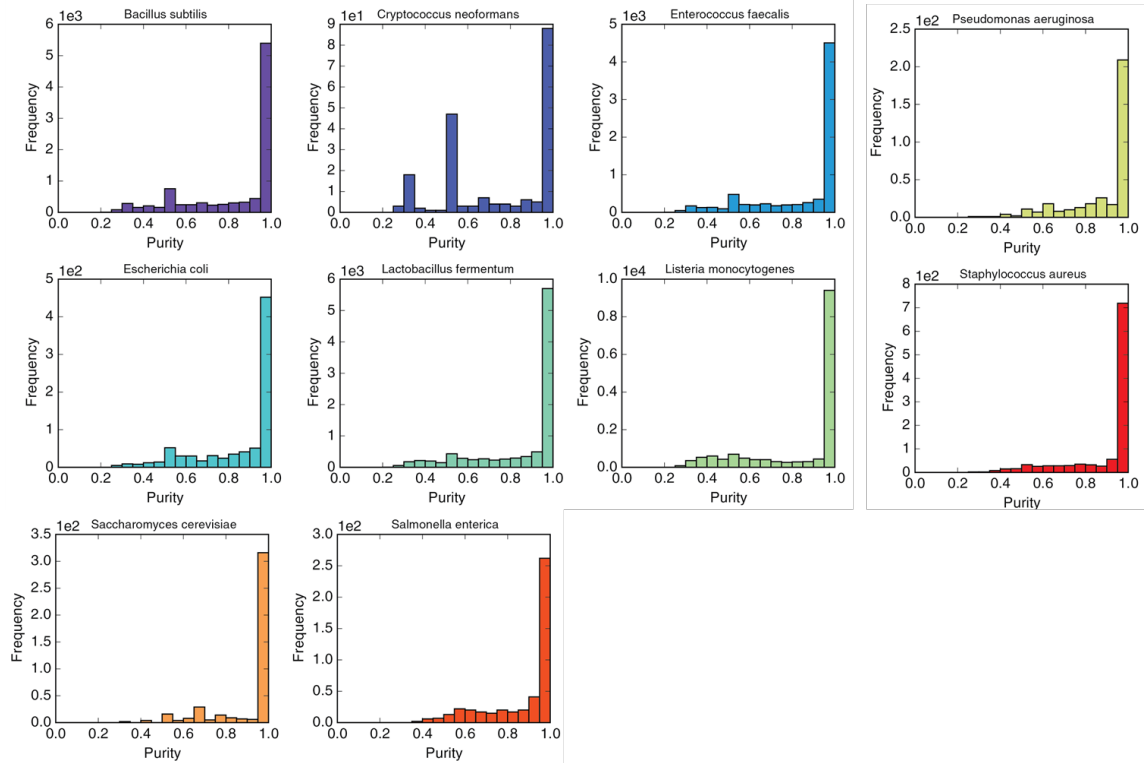 Bacillus subtilis
6 1e3
5
4
3
2
1
0
0.0 0.2 0.4 0.6 0.8 1.0
Frequency
Purity
Cryptococcus neoformans
9 1e1
8
7
6
5
4
3
2
1
0
0.0 0.2 0.4 0.6 0.8 1.0
Frequency
Purity
Enterococcus faecalis
5 1e3
4
3
2
1
0
0.0 0.2 0.4 0.6 0.8 1.0
Frequency
Purity
Pseudomonas aeruginosa
2.5 1e2
2.0
1.5
1.0
0.5
0.0
0.0 0.2 0.4 0.6 0.8 1.0
Frequency
Purity
Escherichia coli
5 1e2
4
3
2
1
0
0.0 0.2 0.4 0.6 0.8 1.0
Frequency
Purity
Lactobacillus fermentum
6 1e3
5
4
3
2
1
0
0.0 0.2 0.4 0.6 0.8 1.0
Frequency
Purity
Listeria monocytogenes
1.0 1e4
0.8
0.6
0.4
0.2
0.0
0.0 0.2 0.4 0.6 0.8 1.0
Frequency
Purity
Staphylococcus aureus
8 1e2
7
6
5
4
3
2
1
0
0.0 0.2 0.4 0.6 0.8 1.0
Frequency
Purity
Saccharomyces cerevisiae
3.5 1e2
3.0
2.5
2.0
1.5
1.0
0.5
0.0
0.0 0.2 0.4 0.6 0.8 1.0
Frequency
Purity
Salmonella enterica
3.0 1e2
2.5
2.0
1.5
1.0
0.5
0.0
0.0 0.2 0.4 0.6 0.8 1.0
Frequency
Purity